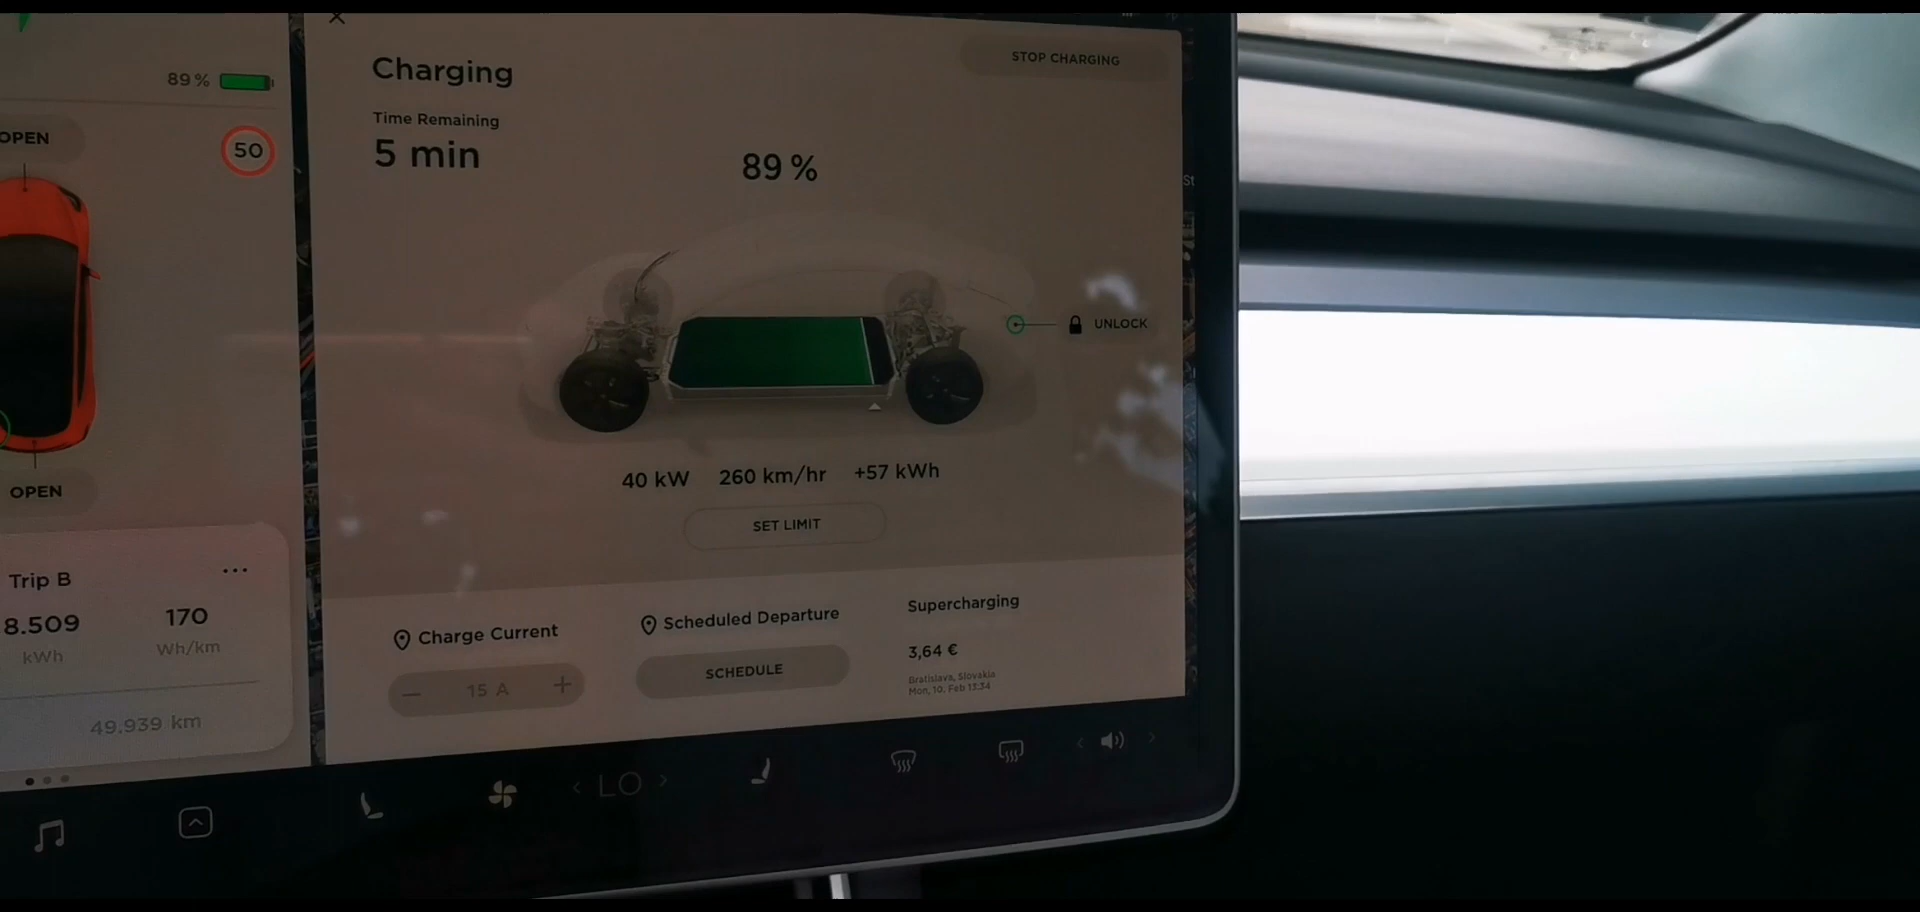 89 %
OPEN
50
OPEN
Trip B
...
8.509
170
kWh
Wh/km
49.939 km
Charging
STOP CHARGING
Time Remaining
5 min
89 %
St
UNLOCK
40 kW 260 km/hr +57 kWh
SET LIMIT
Charge Current
Scheduled Departure
Supercharging
− 15 A +
SCHEDULE
3,64 €
Bratislava, Slovakia
Mon, 10. Feb 13:34
< LO >